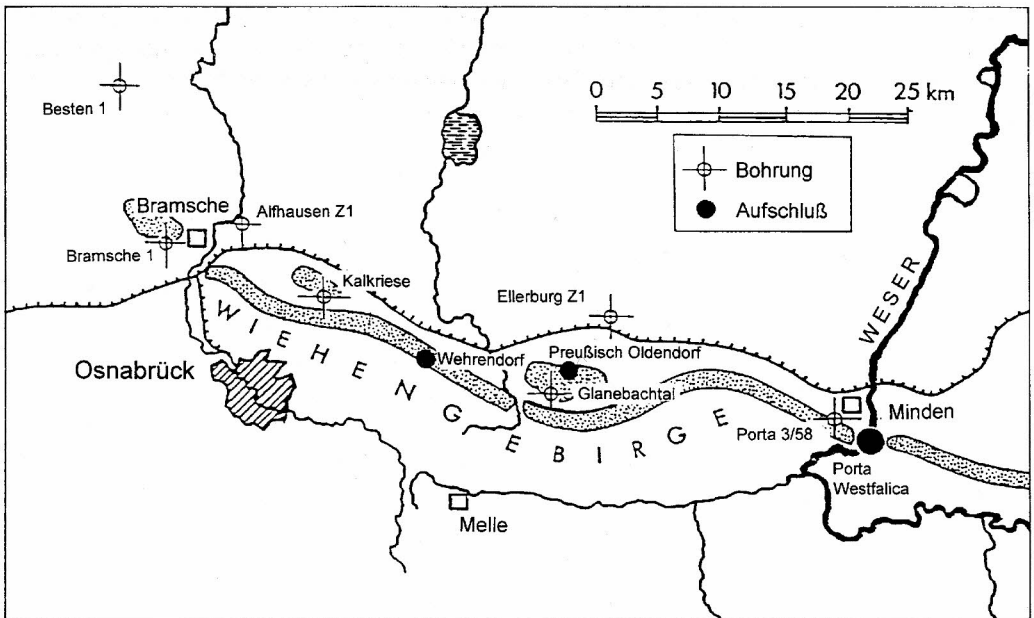 Besten 1
0 5 10 15 20 25 km
Bohrung
Aufschluß
Bramsche
Alfhausen Z1
Bramsche 1
Kalkriese
Ellerburg Z1
WESER
WIEHENGEBIRGE
Wehrendorf
Preußisch Oldendorf
Osnabrück
Glanebachtal
Minden
Porta 3/58
Porta
Westfalica
Melle